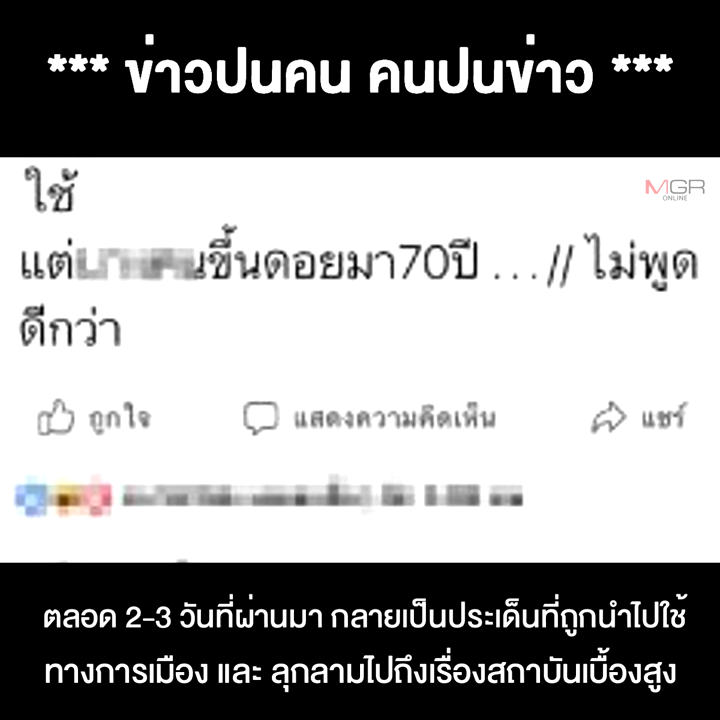 *** ข่าวปนคน คนปนข่าว ***
MGR
ONLINE
ใช้
แต่ ขึ้นดอยมา70ปี ...// ไม่พูด
ดีกว่า
ถูกใจ แสดงความคิดเห็น แชร์
ตลอด 2-3 วันที่ผ่านมา กลายเป็นประเด็นที่ถูกนำไปใช้
ทางการเมือง และ ลุกลามไปถึงเรื่องสถาบันเบื้องสูง